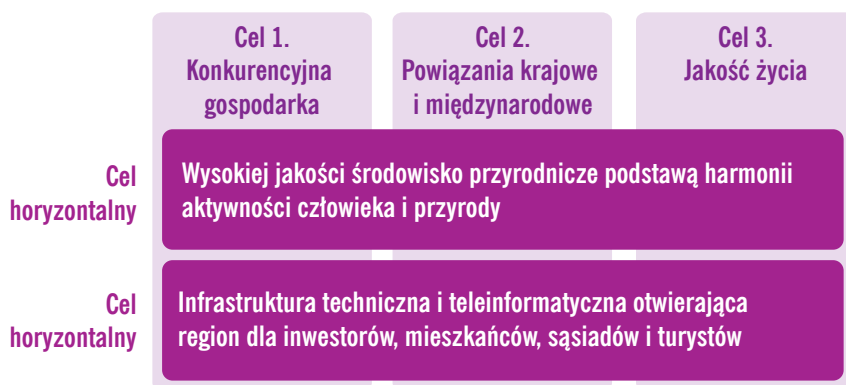 Cel 1.
Konkurencyjna
gospodarka
Cel 2.
Powiązania krajowe
i międzynarodowe
Cel 3.
Jakość życia
Cel
horyzontalny
Wysokiej jakości środowisko przyrodnicze podstawą harmonii
aktywności człowieka i przyrody
Cel
horyzontalny
Infrastruktura techniczna i teleinformatyczna otwierająca
region dla inwestorów, mieszkańców, sąsiadów i turystów